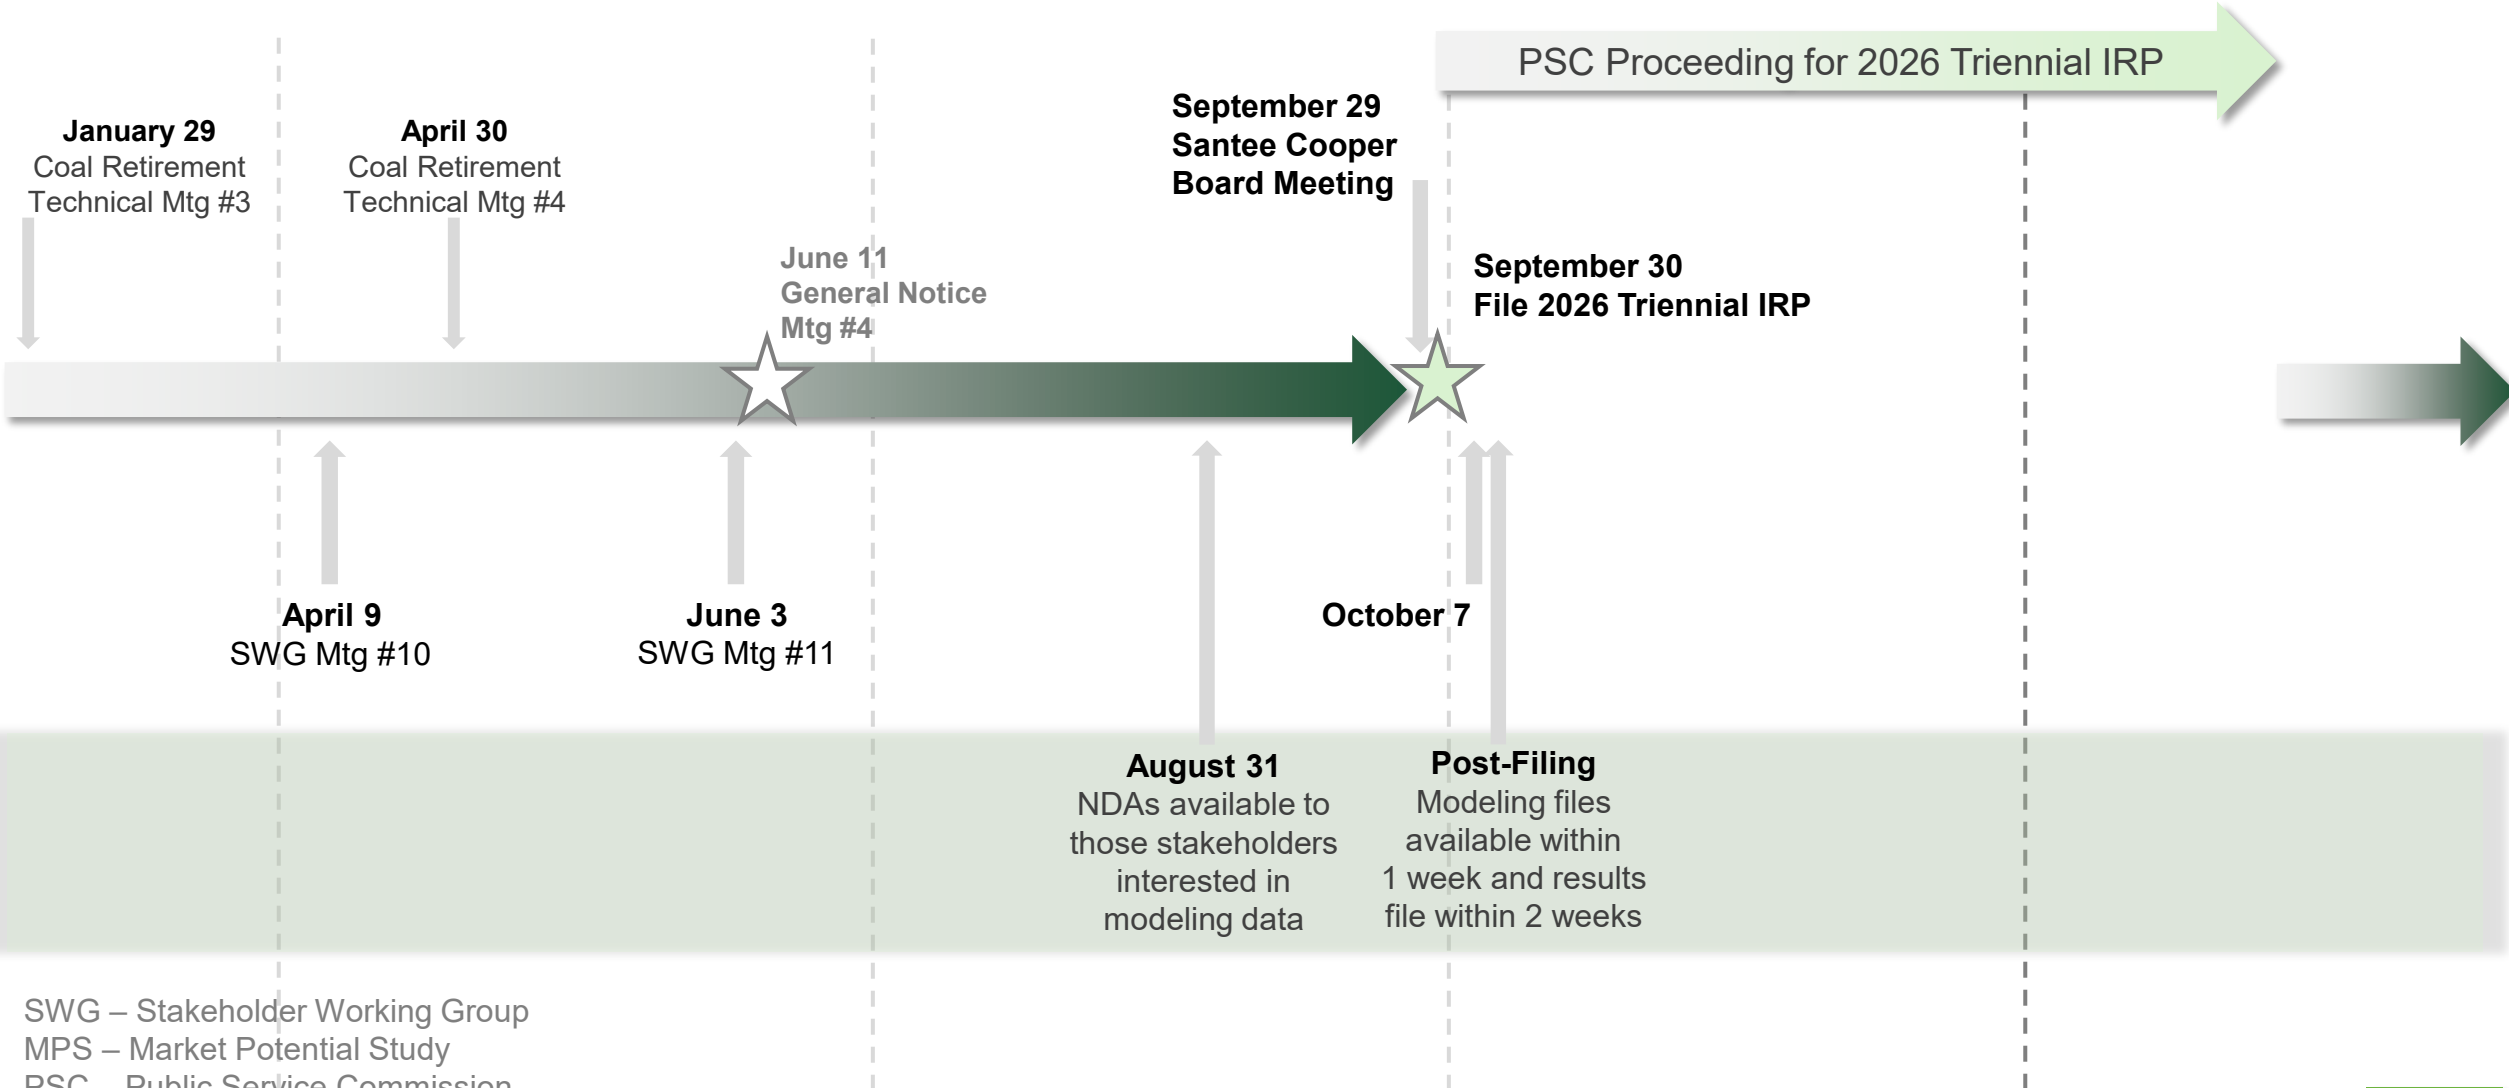 PSC Proceeding for 2026 Triennial IRP
January 29
Coal Retirement
Technical Mtg #3
April 30
Coal Retirement
Technical Mtg #4
June 11
General Notice
Mtg #4
September 29
Santee Cooper
Board Meeting
September 30
File 2026 Triennial IRP
April 9
SWG Mtg #10
June 3
SWG Mtg #11
October 7
August 31
NDAs available to
those stakeholders
interested in
modeling data
Post-Filing
Modeling files
available within
1 week and results
file within 2 weeks
SWG – Stakeholder Working Group
MPS – Market Potential Study
PSC – Public Service Commission